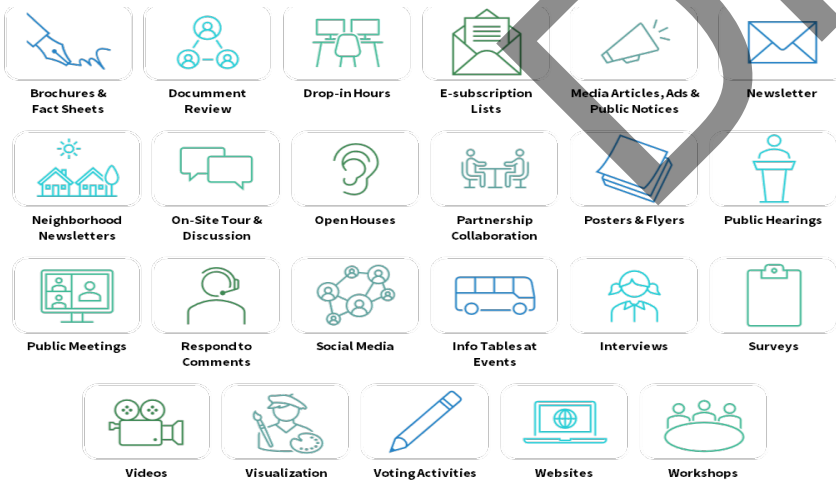 Brochures &
Fact Sheets
Documment
Review
Drop-in Hours
E-subscription
Lists
Media Articles, Ads &
Public Notices
Newsletter
Neighborhood
Newsletters
On-Site Tour &
Discussion
Open Houses
Partnership
Collaboration
Posters & Flyers
Public Hearings
Public Meetings
Respond to
Comments
Social Media
Info Tables at
Events
Interviews
Surveys
Videos
Visualization
Voting Activities
Websites
Workshops